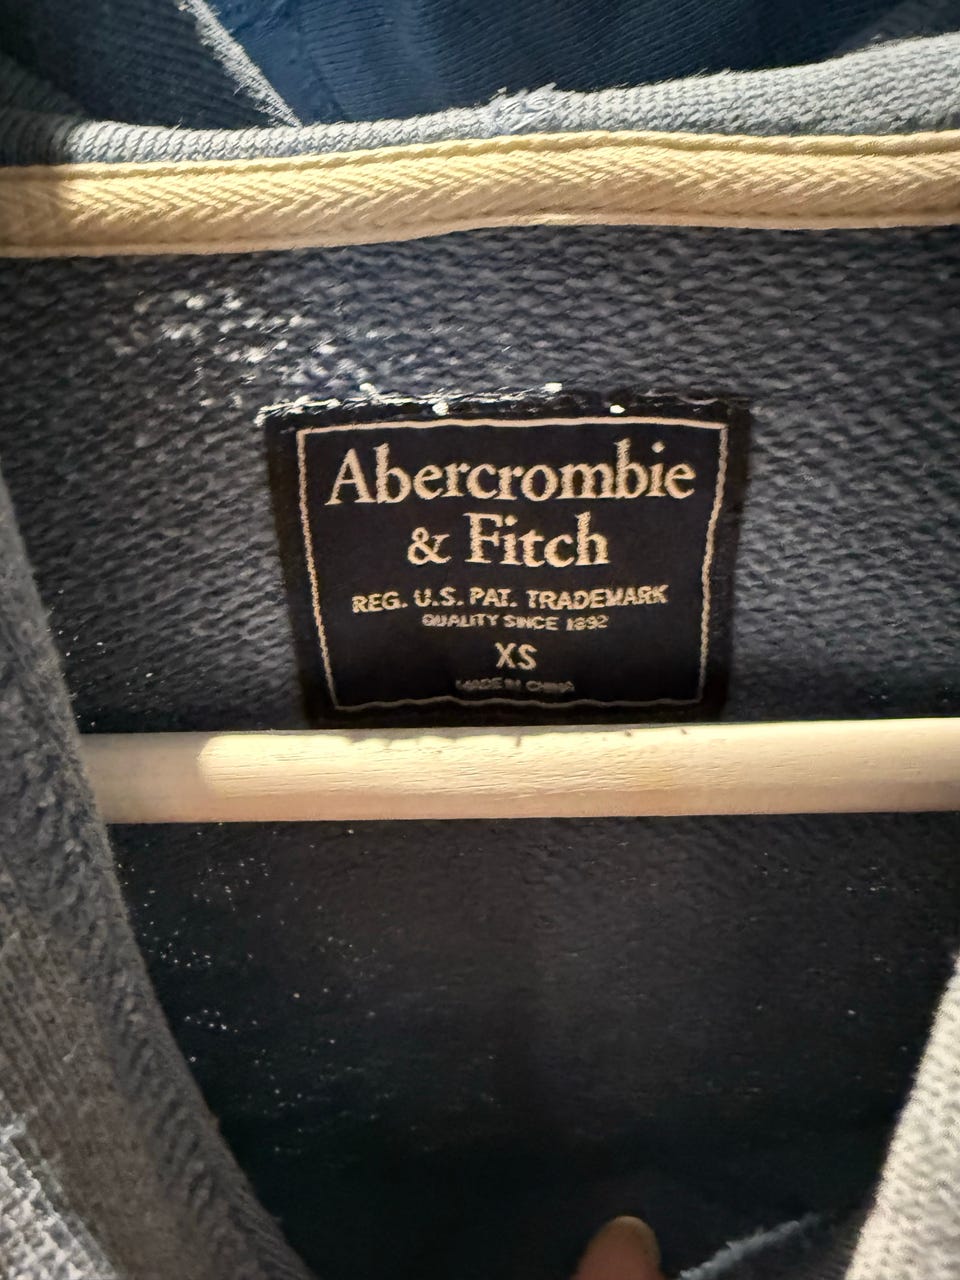 Abercrombie
& Fitch
REG. U.S. PAT. TRADEMARK
QUALITY SINCE 1892
XS
MADE IN CHINA